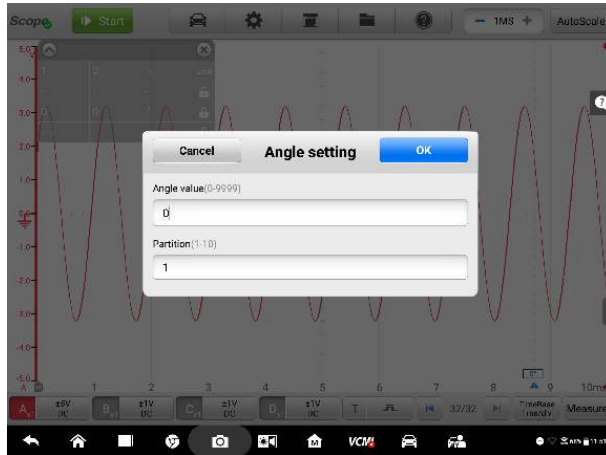 Scope
Start
1MS
AutoScale
Cancel
Angle setting
OK
Angle value(0-9999)
0
Partition(1-10)
1
5.0
4.0
2.0
1.0
-1.0
-2.0
-3.0
-4.0
-5.0
A 0 1 2 3 4 5 6 7 8 9 10ms
±5V
DC
±1V
DC
±1V
DC
±1V
DC
T
32/32
TimeBase
1ms/div
Measure
VCMI